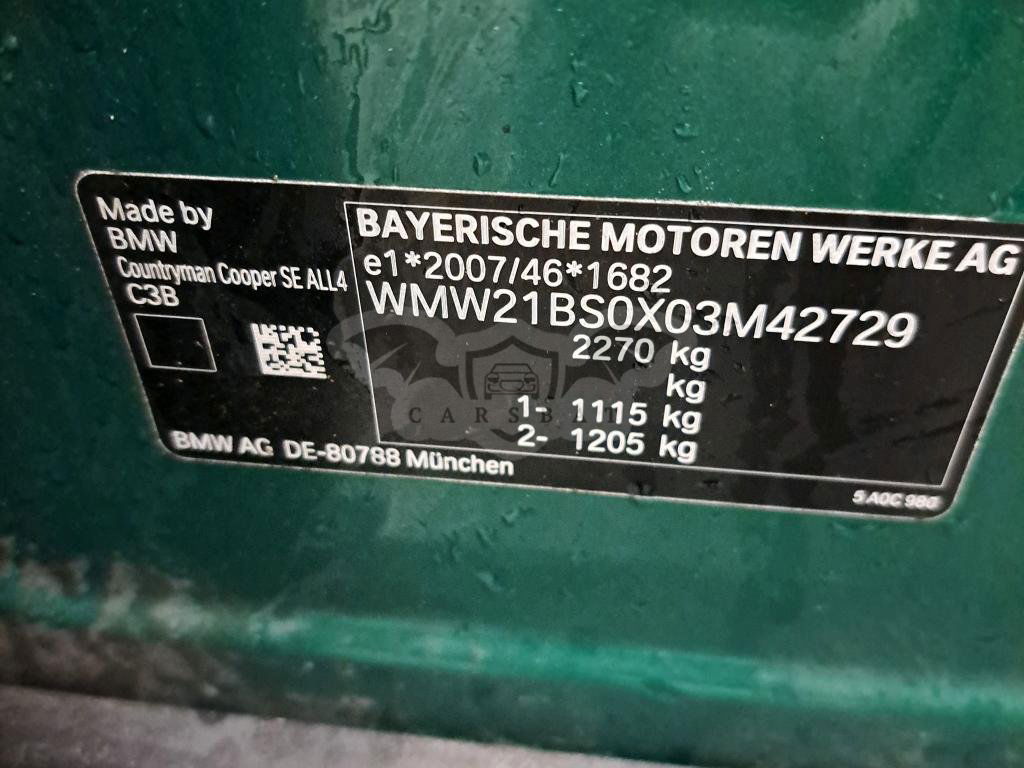 Made by
BMW
Countryman Cooper SE ALL4
C3B
BAYERISCHE MOTOREN WERKE AG
e1*2007/46*1682
WMW21BS0X03M42729
2270 kg
kg
1- 1115 kg
2- 1205 kg
BMW AG DE-80788 München
5 A0C 980